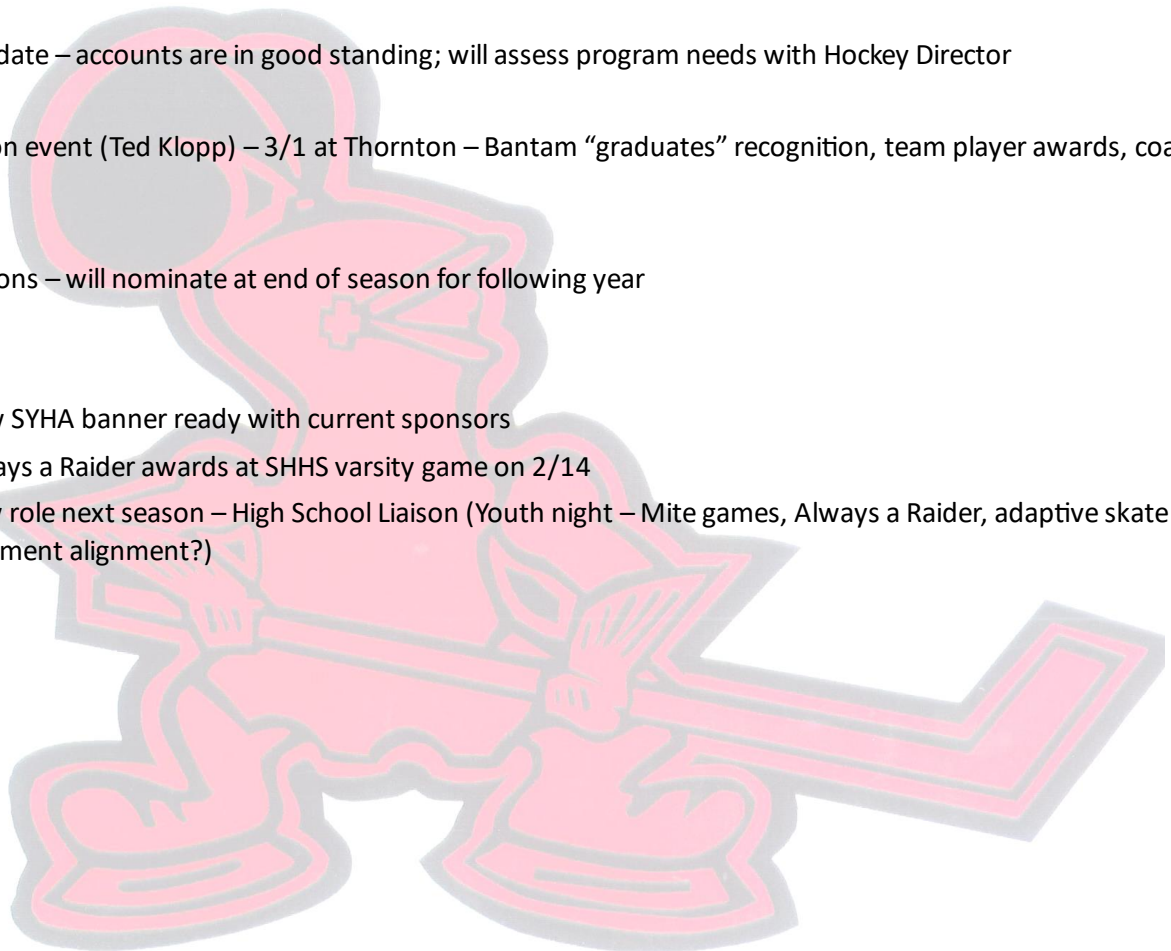 date – accounts are in good standing; will assess program needs with Hockey Director
on event (Ted Klopp) – 3/1 at Thornton – Bantam “graduates” recognition, team player awards, coa
ons – will nominate at end of season for following year
SYHA banner ready with current sponsors
ays a Raider awards at SHHS varsity game on 2/14
role next season – High School Liaison (Youth night – Mite games, Always a Raider, adaptive skate
ment alignment?)